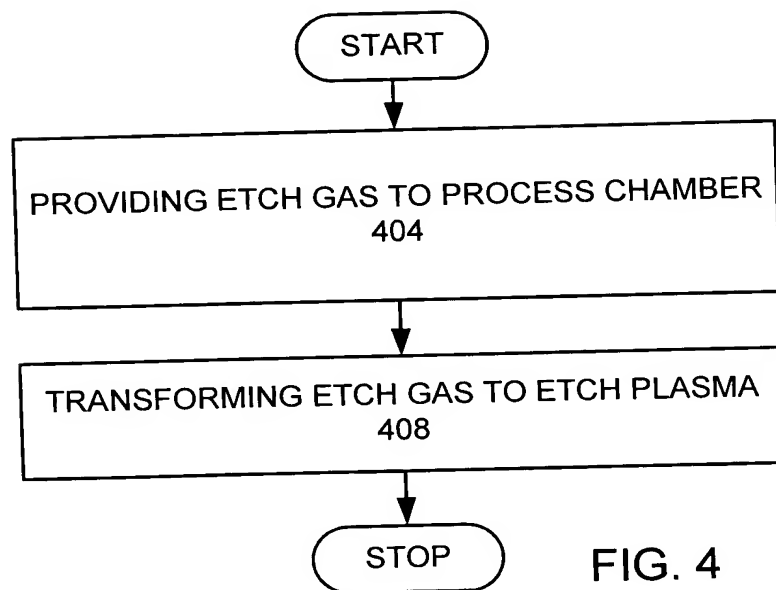 START
PROVIDING ETCH GAS TO PROCESS CHAMBER
404
TRANSFORMING ETCH GAS TO ETCH PLASMA
408
STOP
FIG. 4